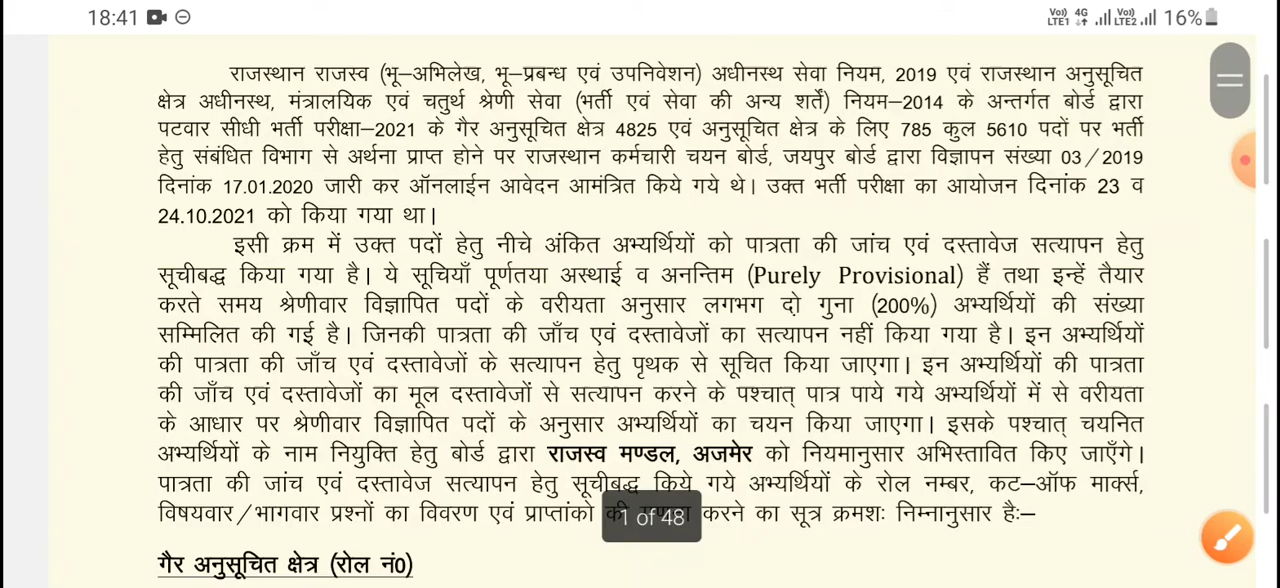 18:41 Vo)) LTE1 4G Vo)) LTE2 16%
राजस्थान राजस्व (भू–अभिलेख, भू–प्रबन्ध एवं उपनिवेशन) अधीनस्थ सेवा नियम, 2019 एवं राजस्थान अनुसूचित
क्षेत्र अधीनस्थ, मंत्रालयिक एवं चतुर्थ श्रेणी सेवा (भर्ती एवं सेवा की अन्य शर्तें) नियम–2014 के अन्तर्गत बोर्ड द्वारा
पटवार सीधी भर्ती परीक्षा–2021 के गैर अनुसूचित क्षेत्र 4825 एवं अनुसूचित क्षेत्र के लिए 785 कुल 5610 पदों पर भर्ती
हेतु संबंधित विभाग से अर्थना प्राप्त होने पर राजस्थान कर्मचारी चयन बोर्ड, जयपुर बोर्ड द्वारा विज्ञापन संख्या 03/2019
दिनांक 17.01.2020 जारी कर ऑनलाईन आवेदन आमंत्रित किये गये थे। उक्त भर्ती परीक्षा का आयोजन दिनांक 23 व
24.10.2021 को किया गया था।
इसी क्रम में उक्त पदों हेतु नीचे अंकित अभ्यर्थियों को पात्रता की जांच एवं दस्तावेज सत्यापन हेतु
सूचीबद्ध किया गया है। ये सूचियाँ पूर्णतया अस्थाई व अनन्तिम (Purely Provisional) हैं तथा इन्हें तैयार
करते समय श्रेणीवार विज्ञापित पदों के वरीयता अनुसार लगभग दो गुना (200%) अभ्यर्थियों की संख्या
सम्मिलित की गई है। जिनकी पात्रता की जाँच एवं दस्तावेजों का सत्यापन नहीं किया गया है। इन अभ्यर्थियों
की पात्रता की जाँच एवं दस्तावेजों के सत्यापन हेतु पृथक से सूचित किया जाएगा। इन अभ्यर्थियों की पात्रता
की जाँच एवं दस्तावेजों का मूल दस्तावेजों से सत्यापन करने के पश्चात् पात्र पाये गये अभ्यर्थियों में से वरीयता
के आधार पर श्रेणीवार विज्ञापित पदों के अनुसार अभ्यर्थियों का चयन किया जाएगा। इसके पश्चात् चयनित
अभ्यर्थियों के नाम नियुक्ति हेतु बोर्ड द्वारा राजस्व मण्डल, अजमेर को नियमानुसार अभिस्तावित किए जाएँगे।
पात्रता की जांच एवं दस्तावेज सत्यापन हेतु सूचीबद्ध किये गये अभ्यर्थियों के रोल नम्बर, कट–ऑफ मार्क्स,
विषयवार/भागवार प्रश्नों का विवरण एवं प्राप्तांको करने का सूत्र क्रमशः निम्नानुसार हैः–
1 of 48
गैर अनुसूचित क्षेत्र (रोल नं0)